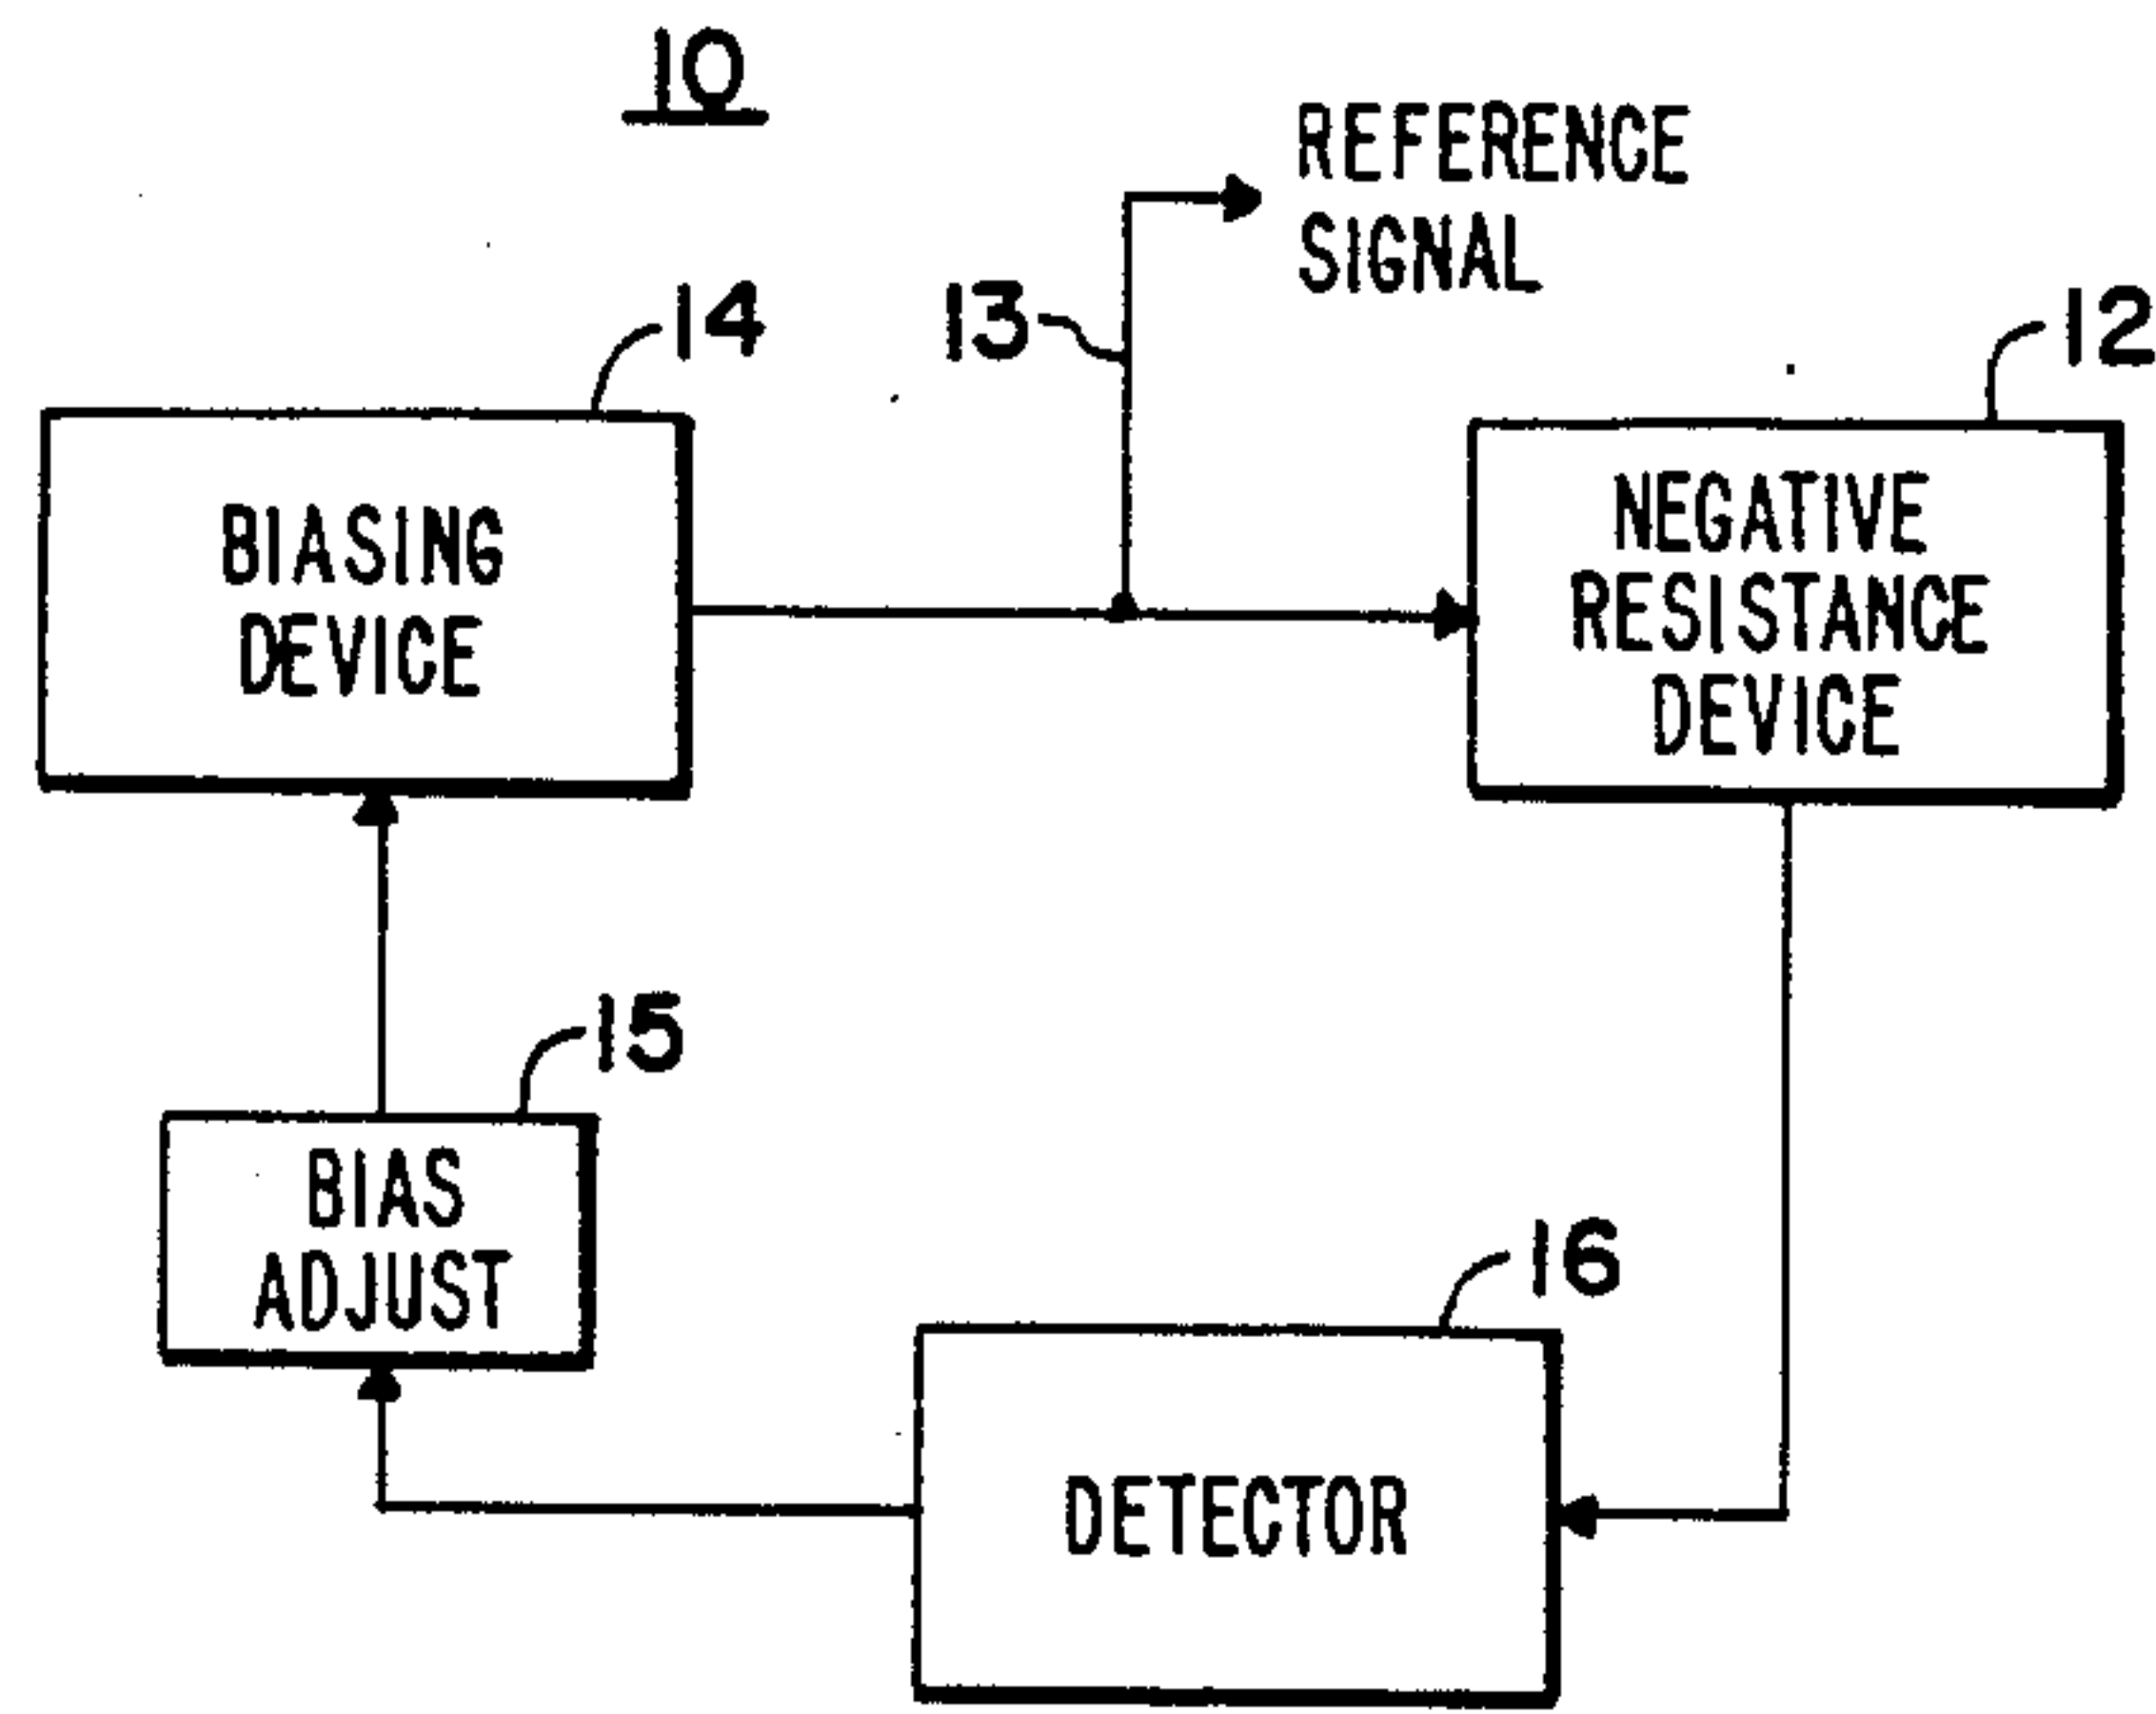 10
REFERENCE
SIGNAL
14
13
12
BIASING
DEVICE
NEGATIVE
RESISTANCE
DEVICE
15
BIAS
ADJUST
16
DETECTOR